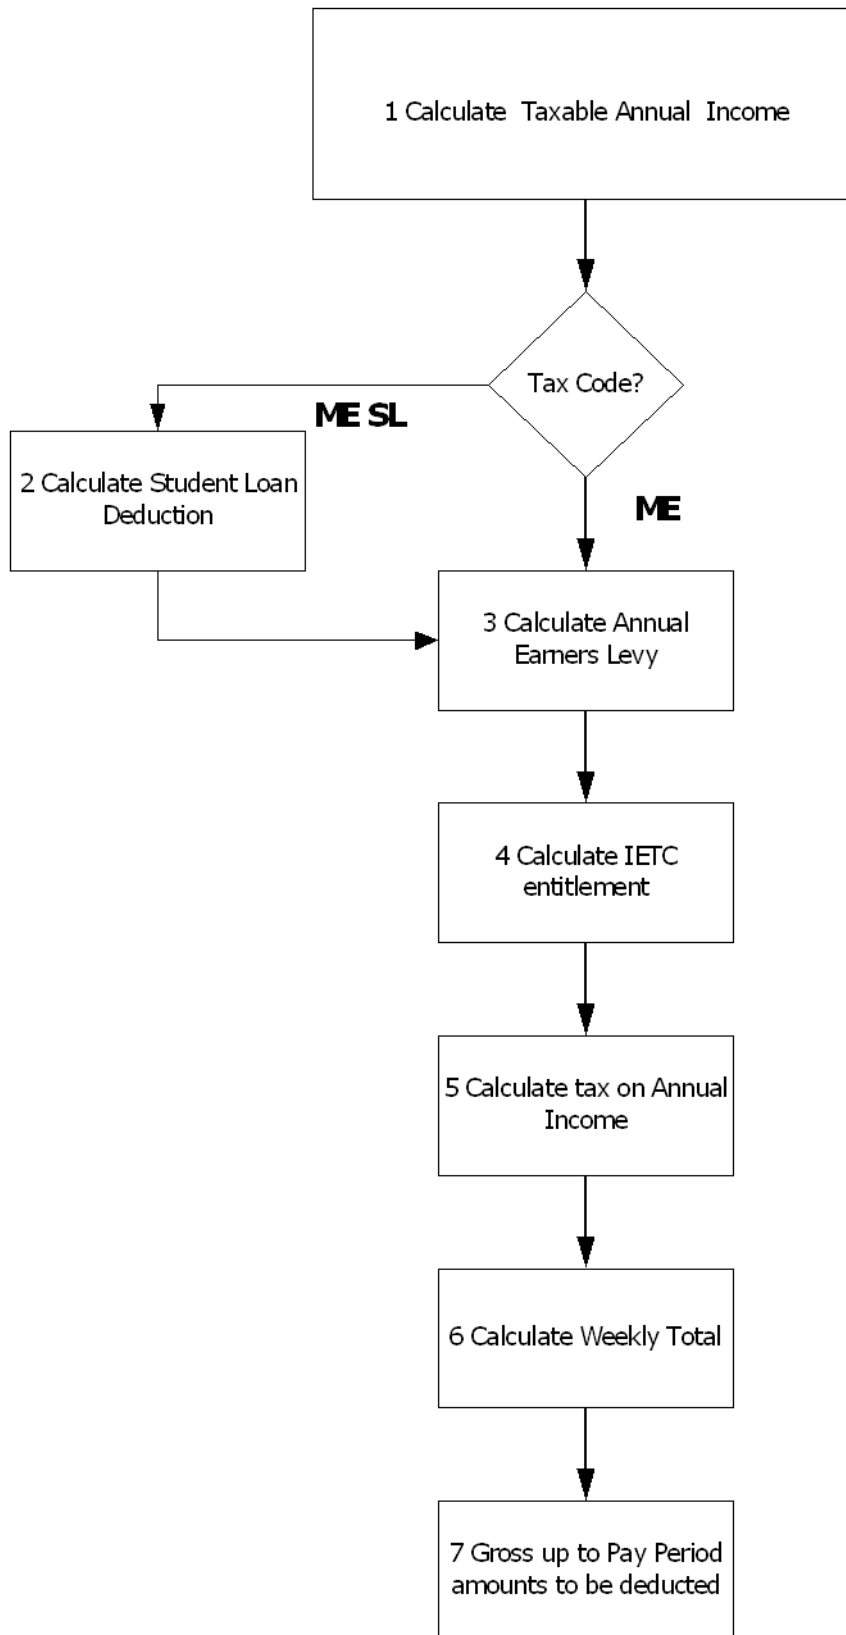 1 Calculate Taxable Annual Income
Tax Code?
ME SL
2 Calculate Student Loan
Deduction
ME
3 Calculate Annual
Earners Levy
4 Calculate IETC
entitlement
5 Calculate tax on Annual
Income
6 Calculate Weekly Total
7 Gross up to Pay Period
amounts to be deducted